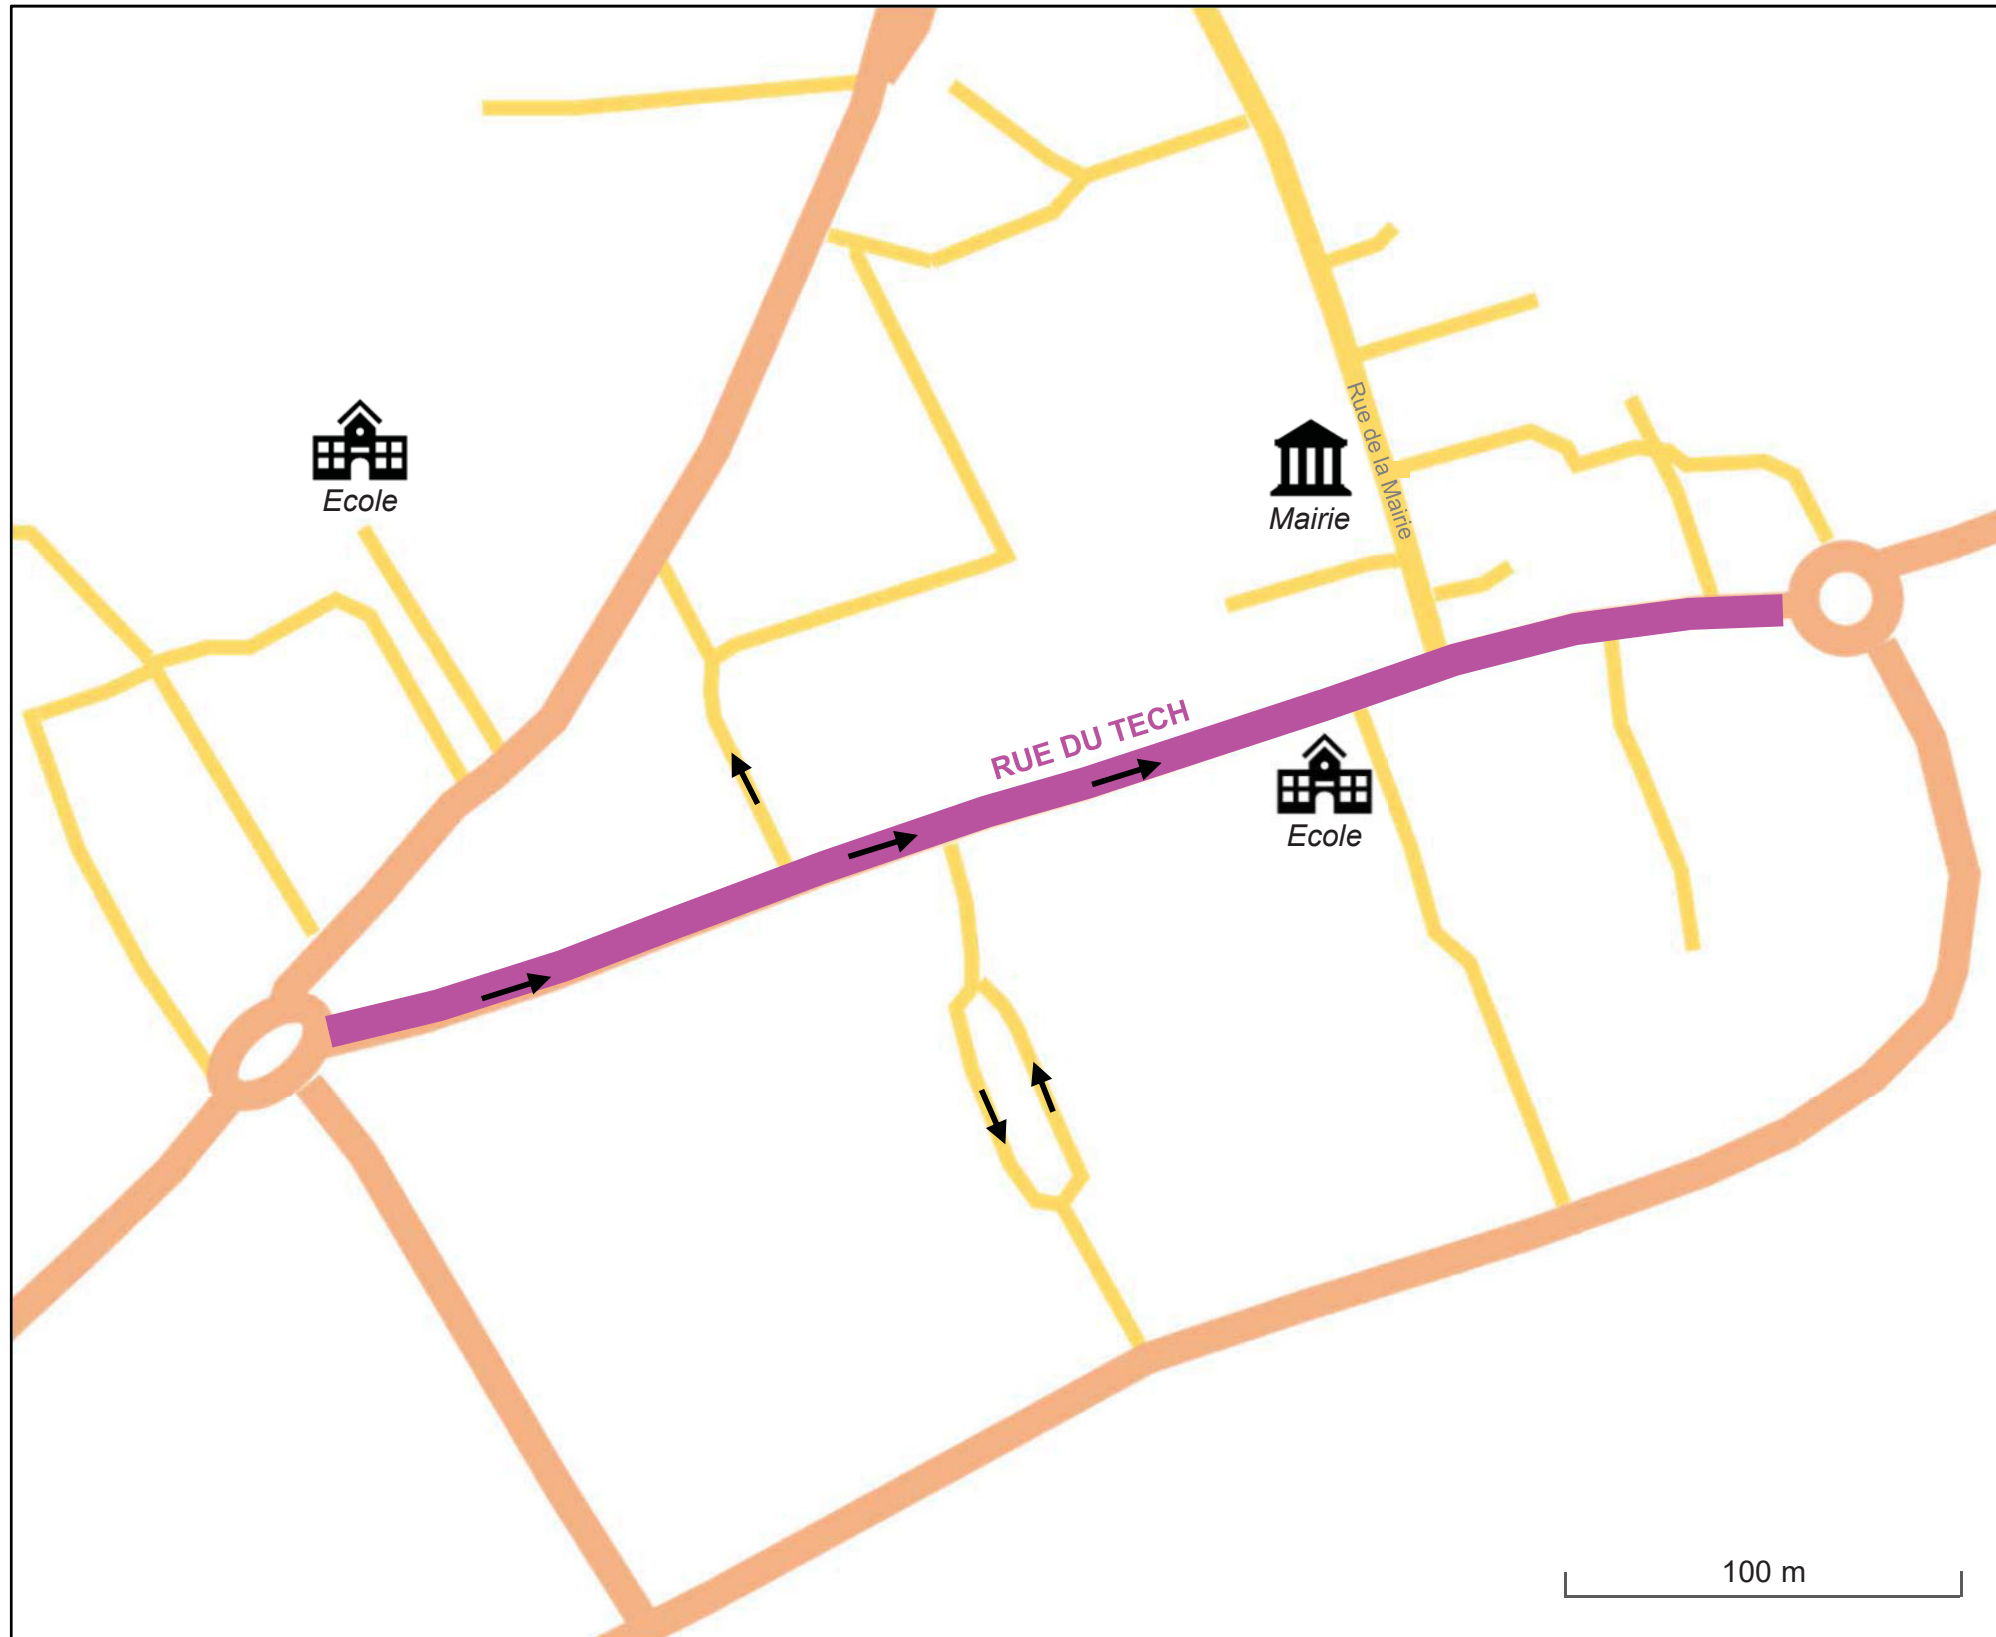 Ecole
Rue de la Mairie
Mairie
RUE DU TECH
Ecole
100 m